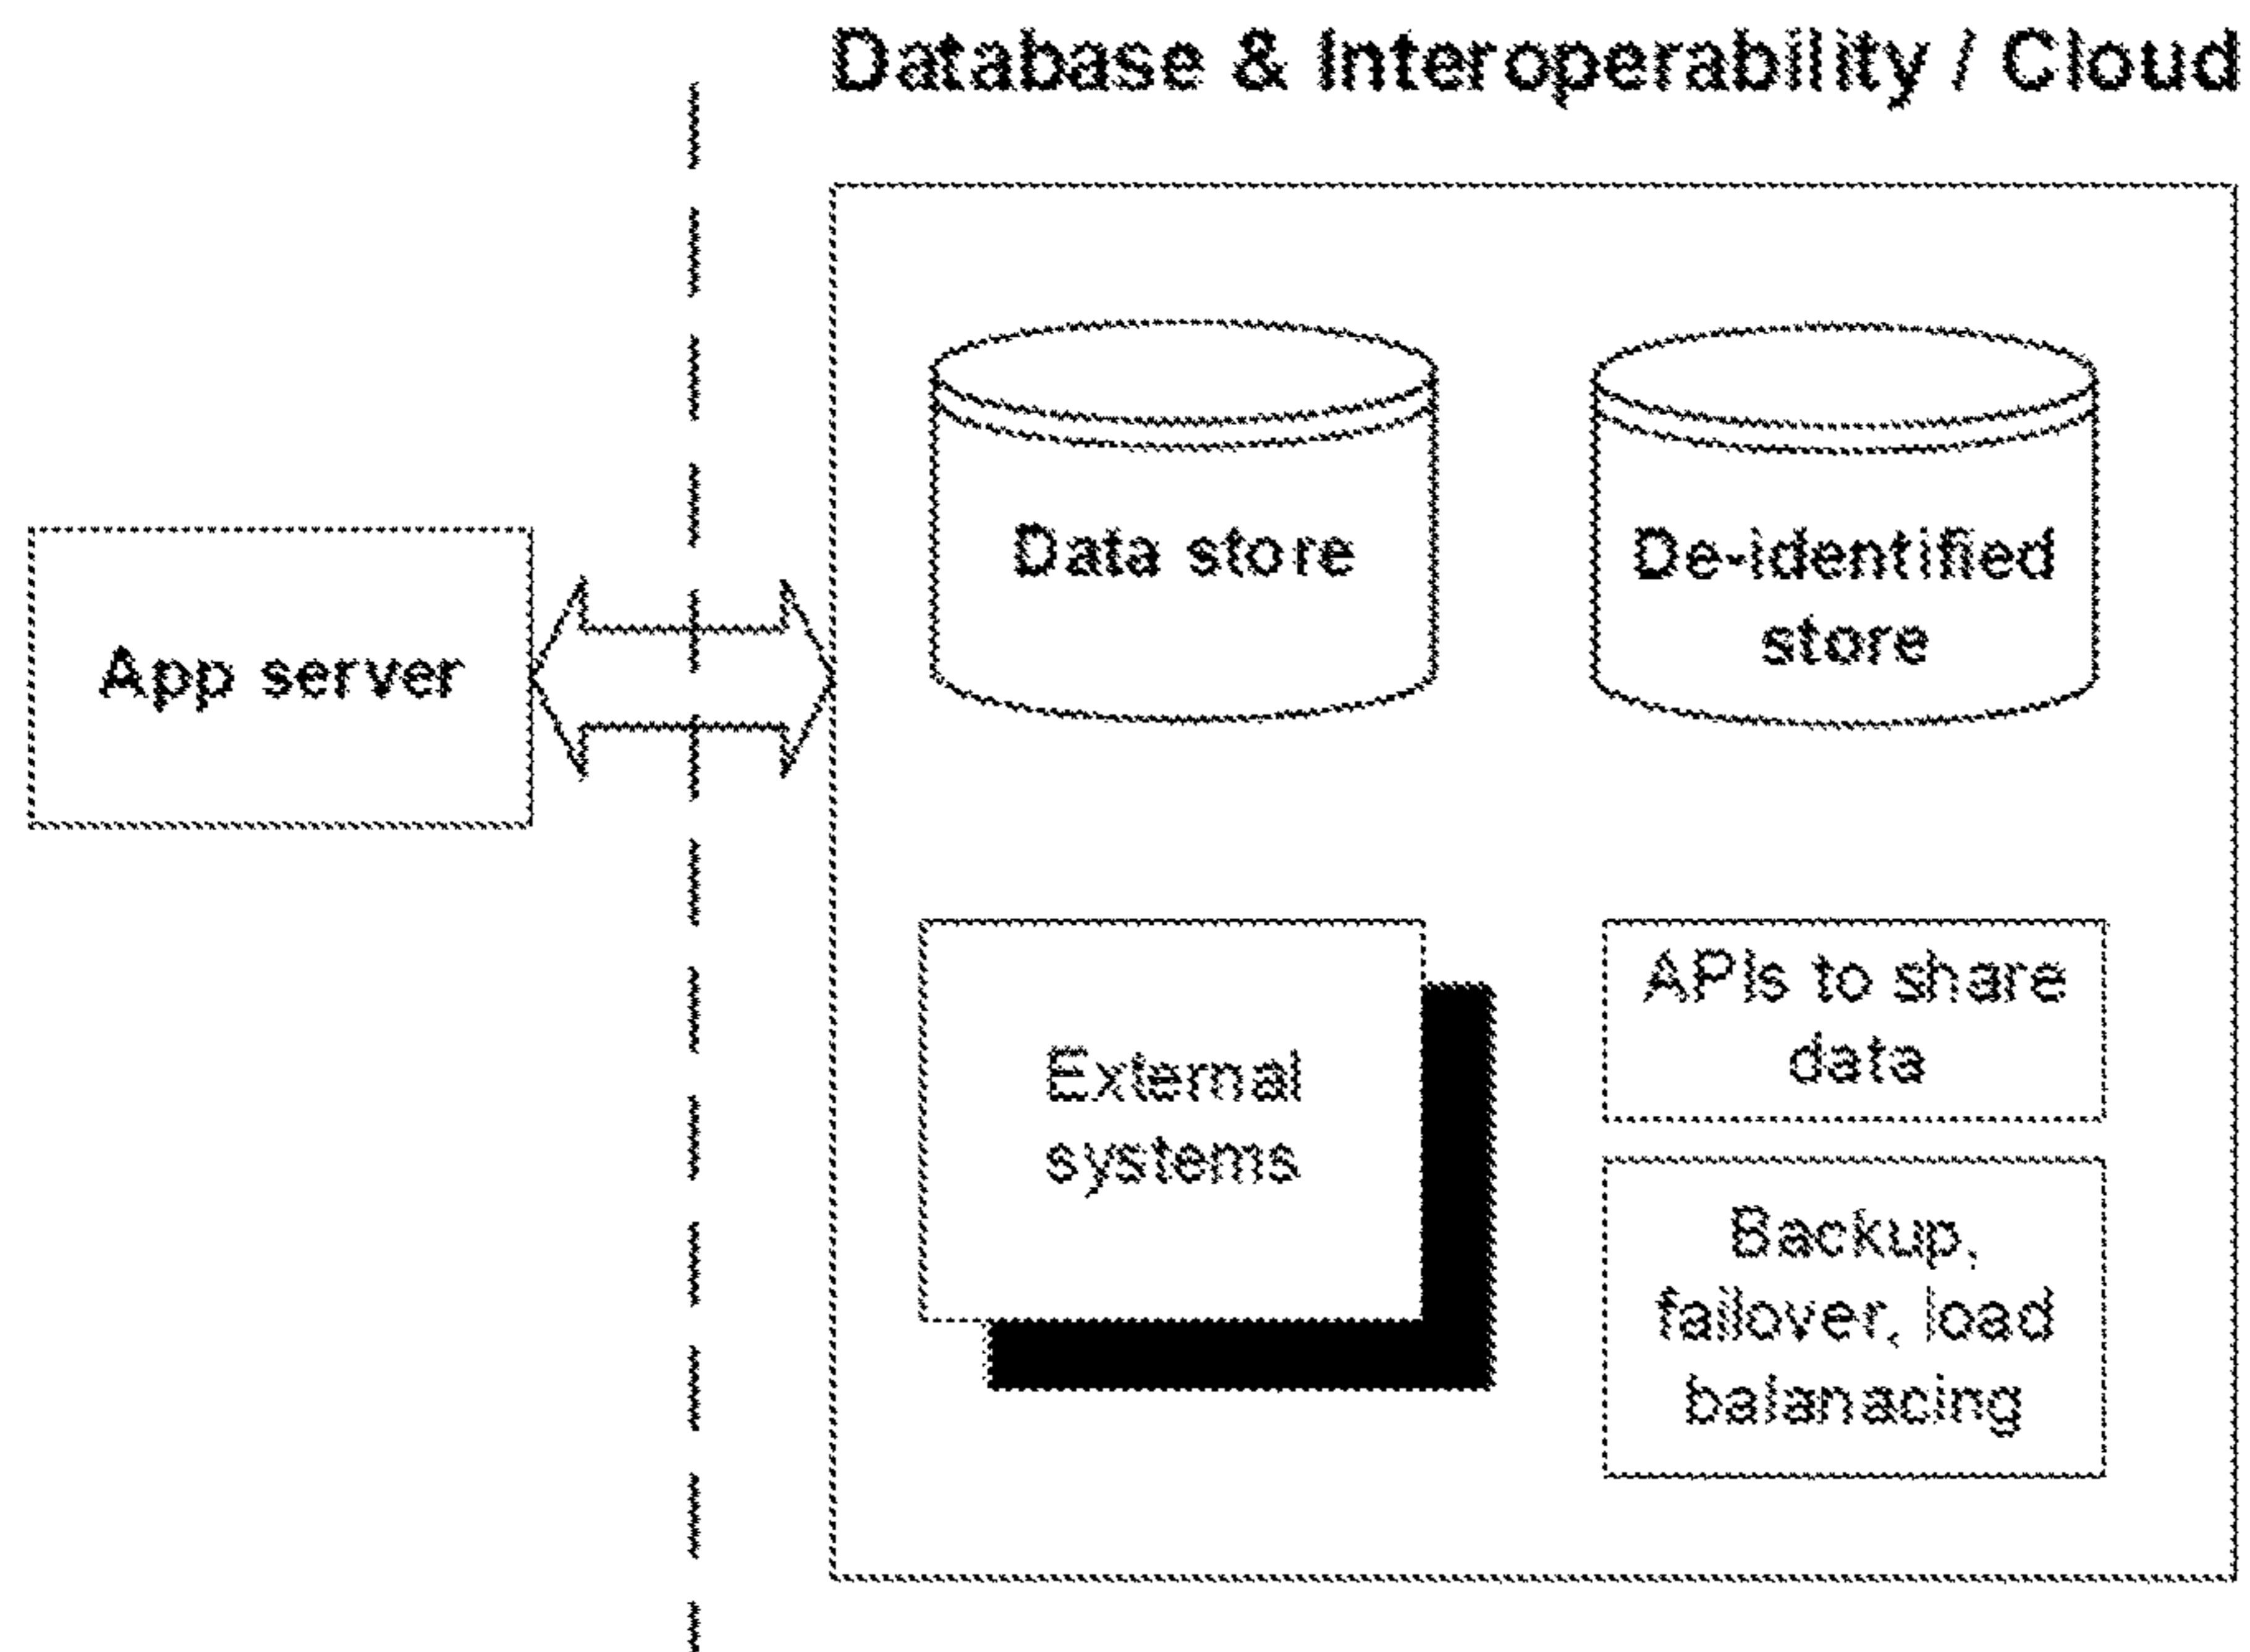 Database & Interoperability / Cloud
Data store
De-identified
store
App server
External
systems
APIs to share
data
Backup,
failover, load
balanacing